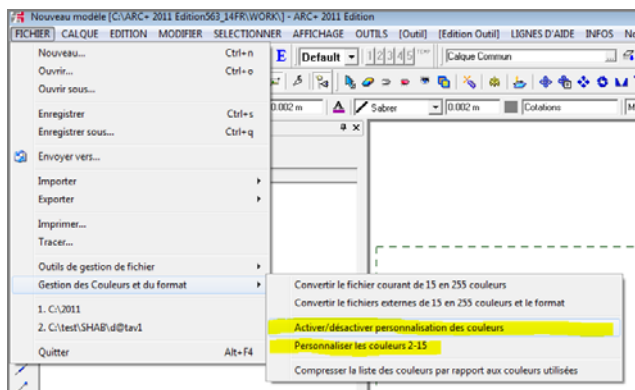 Nouveau modèle [C:\ARC+ 2011 Edition563_14FR\WORK\] - ARC+ 2011 Edition
FICHIER CALQUE EDITION MODIFIER SELECTIONNER AFFICHAGE OUTILS [Outil] [Edition Outil] LIGNES D'AIDE INFOS
Nouveau... Ctrl+n
Ouvrir... Ctrl+o
Ouvrir sous...
Enregistrer Ctrl+s
Enregistrer sous... Ctrl+q
Envoyer vers...
Importer
Exporter
Imprimer...
Tracer...
Outils de gestion de fichier
Gestion des Couleurs et du format
1. C:\2011
2. C:\test\SHAB\d@tav1
Quitter Alt+F4
E Default 1 2 3 4 5 Calque Commun ...
0.002 m A Sabrer 0.002 m Cotations
Convertir le fichier courant de 15 en 255 couleurs
Convertir le fichiers externes de 15 en 255 couleurs et le format
Activer/désactiver personnalisation des couleurs
Personnaliser les couleurs 2-15
Compresser la liste des couleurs par rapport aux couleurs utilisées